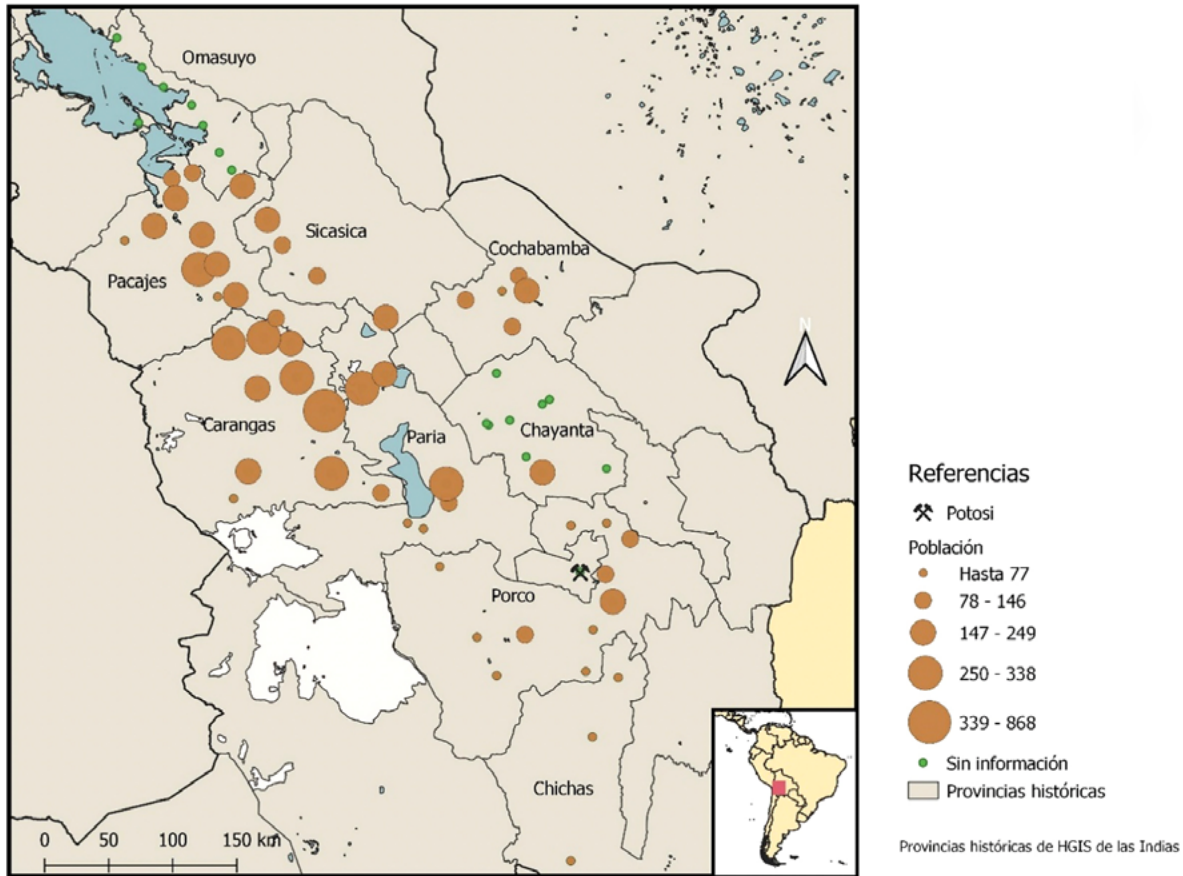 Omasuyo
Sicasica
Cochabamba
Pacajes
N
Carangas
Paria
Chayanta
Porco
Chichas
0 50 100 150 km
Referencias
Potosi
Población
Hasta 77
78 - 146
147 - 249
250 - 338
339 - 868
Sin información
Provincias históricas
Provincias históricas de HGIS de las Indias